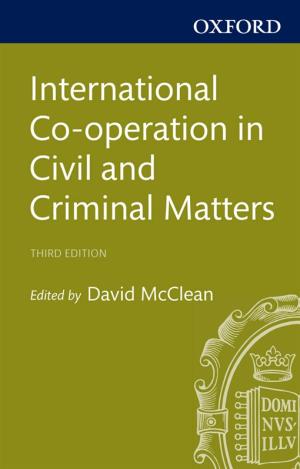 OXFORD
International
Co-operation in
Civil and
Criminal Matters
THIRD EDITION
Edited by David McClean
DOMI
NVS·
ILLV